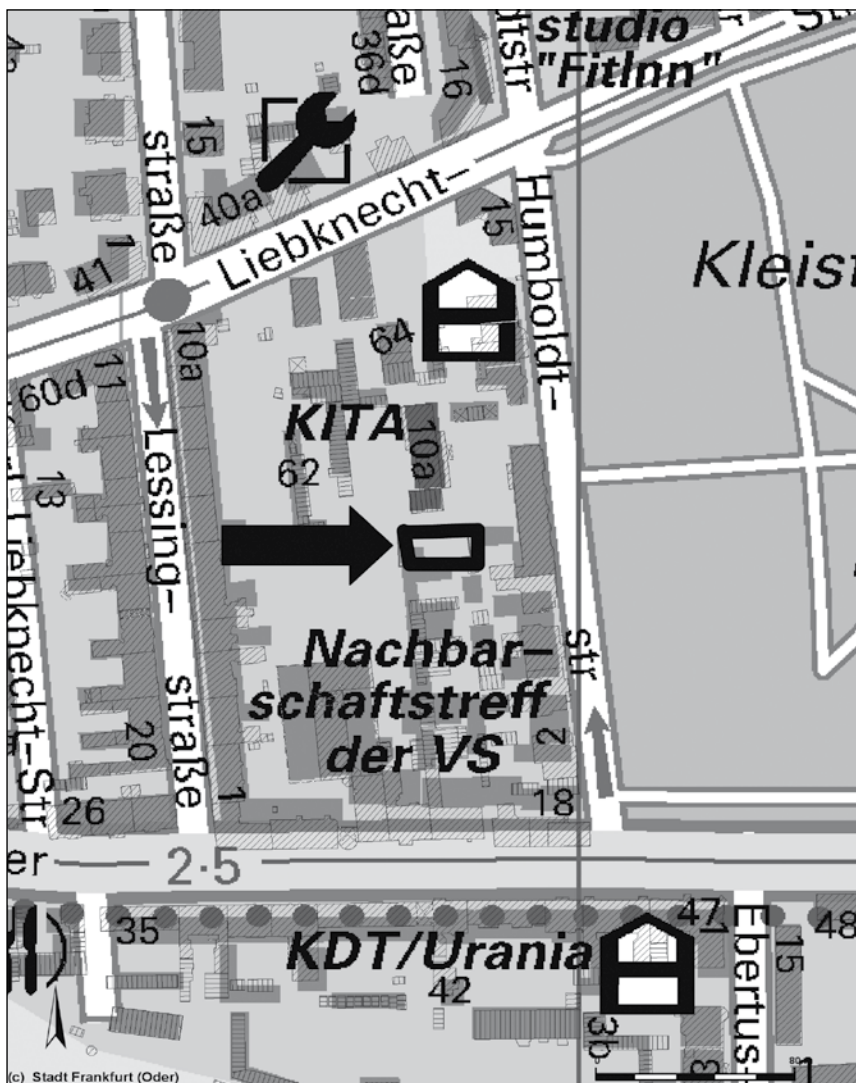 studio
"FitInn"
dtstr
aße
36d
16
15
straße
40a
Liebknecht–
Humboldt–
15
Kleist
1
41
10a
11
60d
64
KITA
10a
62
13
Lessing–
Liebknecht–Str
Nachbar–
schaftstreff
der VS
str
straße
20
2
1
26
18
er
2·5
35
KDT/Urania
47
48
42
Ebertus–
15
3b
(c) Stadt Frankfurt (Oder)